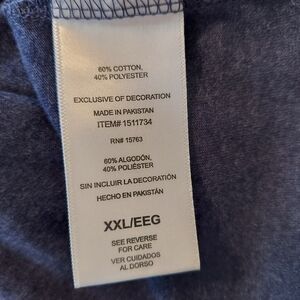 60% COTTON,
40% POLYESTER
EXCLUSIVE OF DECORATION
MADE IN PAKISTAN
ITEM# 1511734
RN# 15763
60% ALGODÓN,
40% POLIÉSTER
SIN INCLUIR LA DECORACIÓN
HECHO EN PAKISTÁN
XXL/EEG
SEE REVERSE
FOR CARE
VER CUIDADOS
AL DORSO